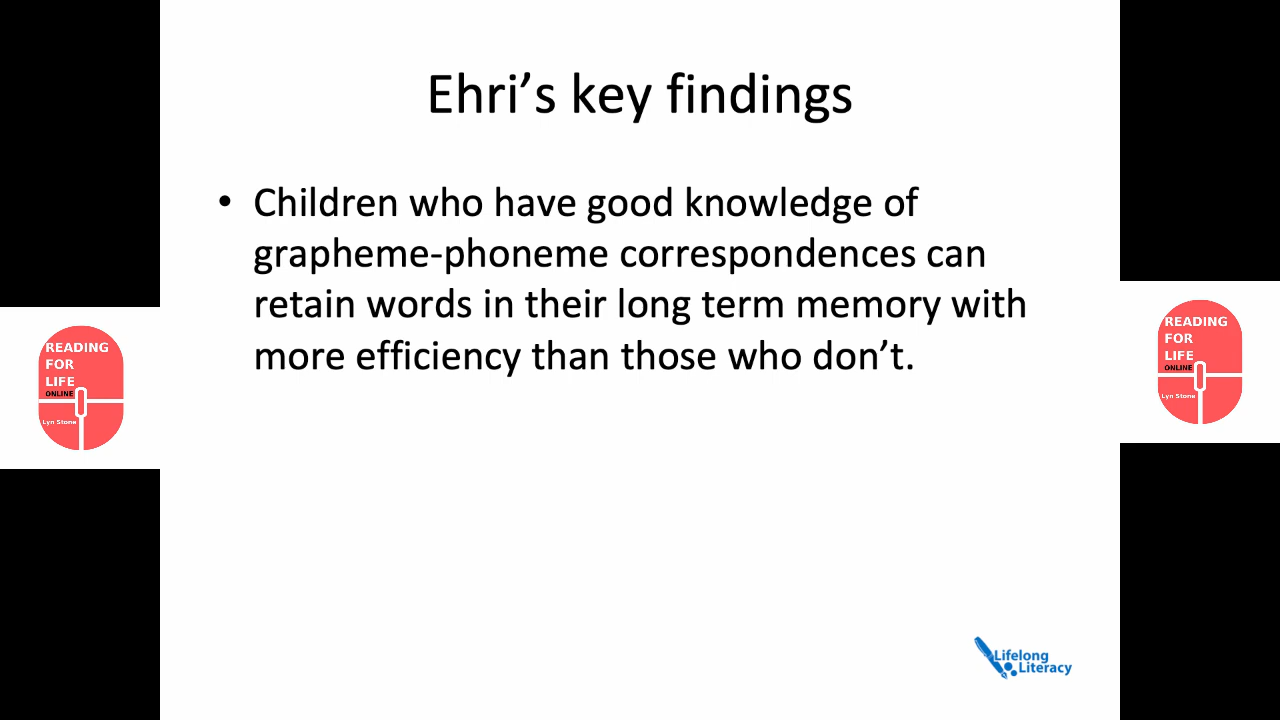 Ehri’s key findings
• Children who have good knowledge of
grapheme-phoneme correspondences can
retain words in their long term memory with
more efficiency than those who don’t.
READING
FOR
LIFE
ONLINE
Lyn Stone
READING
FOR
LIFE
ONLINE
Lyn Stone
Lifelong
Literacy